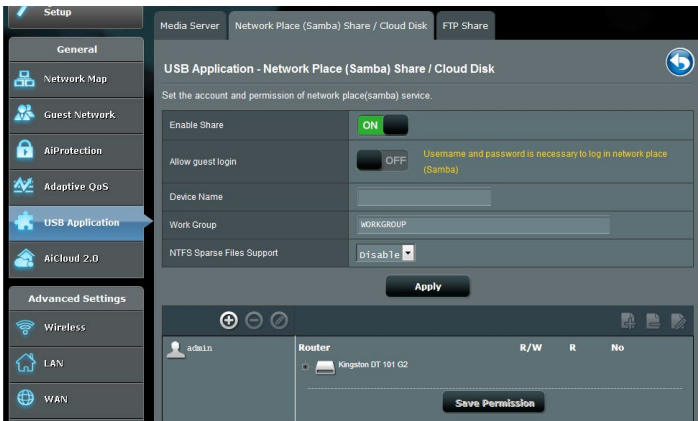 Setup
General
Network Map
Guest Network
AiProtection
Adaptive QoS
USB Application
AiCloud 2.0
Advanced Settings
Wireless
LAN
WAN
Media Server
Network Place (Samba) Share / Cloud Disk
FTP Share
USB Application - Network Place (Samba) Share / Cloud Disk
Set the account and permission of network place(samba) service.
Enable Share
ON
Allow guest login
OFF
Username and password is necessary to log in network place
(Samba)
Device Name
Work Group
WORKGROUP
NTFS Sparse Files Support
Disable
Apply
admin
Router
R/W
R
No
Kingston DT 101 G2
Save Permission